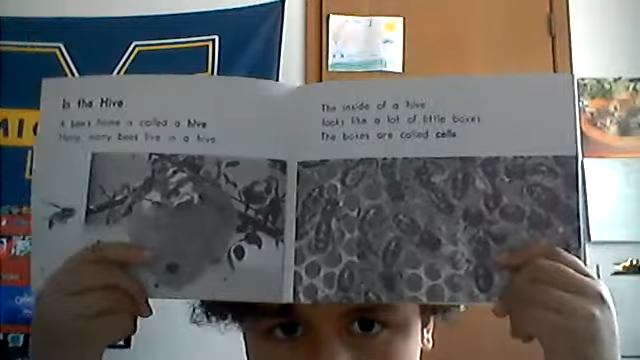 In the Hive
A bee's home is called a hive.
Many, many bees live in a hive.
The inside of a hive
looks like a lot of little boxes.
The boxes are called cells.